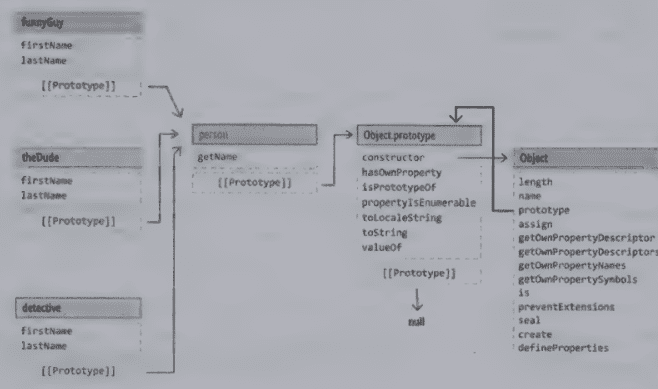 funnyGuy
firstName
lastName
[[Prototype]]
theDude
firstName
lastName
[[Prototype]]
detective
firstName
lastName
[[Prototype]]
person
getName
[[Prototype]]
Object.prototype
constructor
hasOwnProperty
isPrototypeOf
propertyIsEnumerable
toLocaleString
toString
valueOf
[[Prototype]]
null
Object
length
name
prototype
assign
getOwnPropertyDescriptor
getOwnPropertyDescriptors
getOwnPropertyNames
getOwnPropertySymbols
is
preventExtensions
seal
create
defineProperties